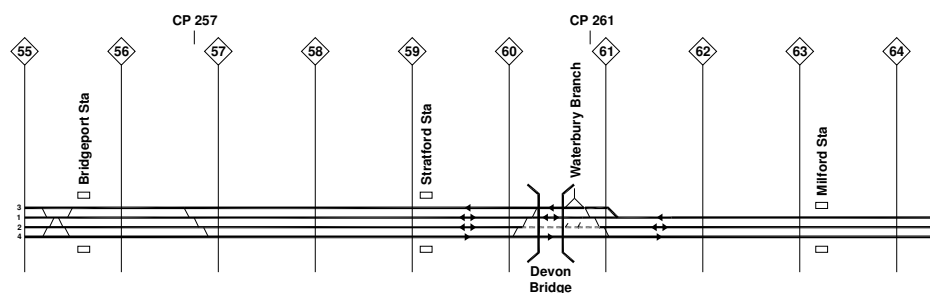 CP 257
CP 261
55
56
57
58
59
60
61
62
63
64
Bridgeport Sta
Stratford Sta
Waterbury Branch
Milford Sta
3
1
2
4
Devon
Bridge